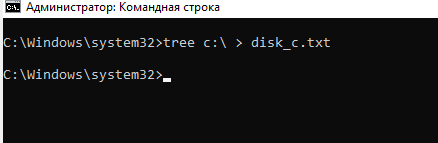 Администратор: Командная строка
C:\Windows\system32>tree c:\ > disk_c.txt
C:\Windows\system32>